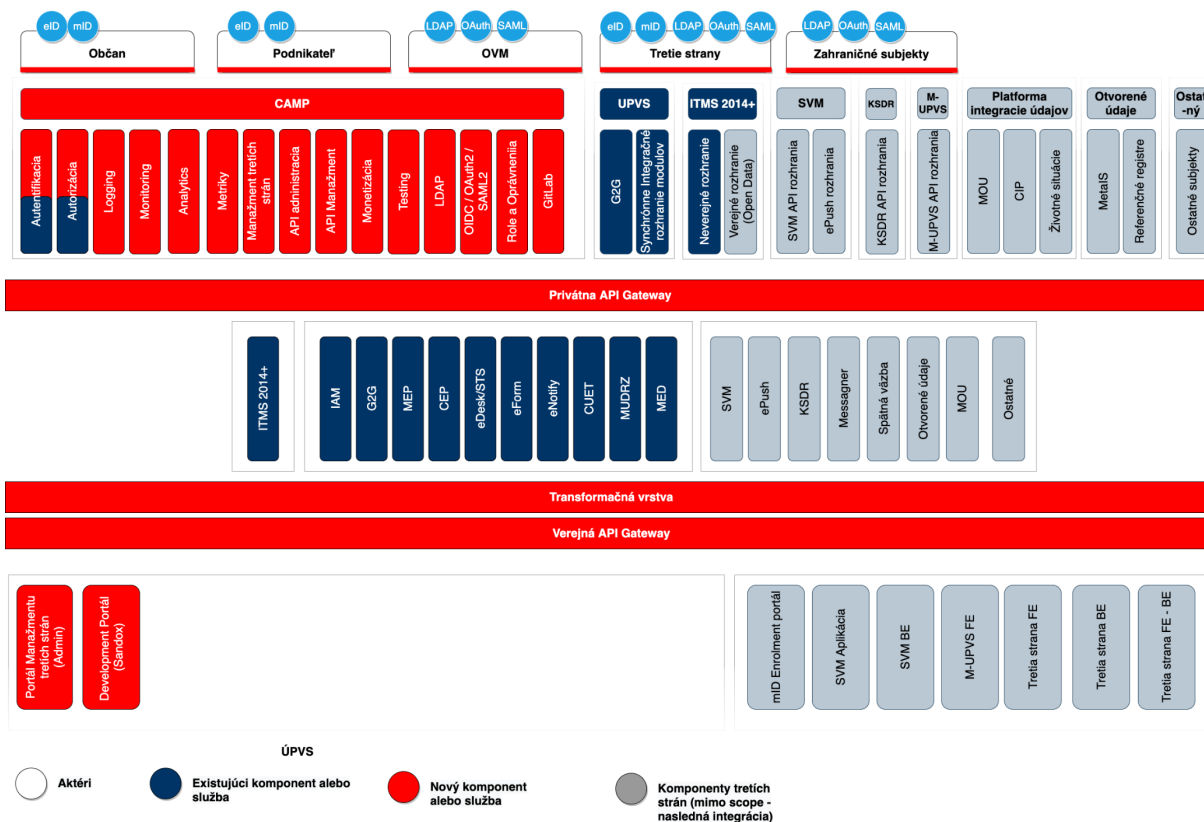 eID
mID
eID
mID
LDAP
OAuth
SAML
eID
mID
LDAP
OAuth
SAML
LDAP
OAuth
SAML
Občan
Podnikateľ
OVM
Tretie strany
Zahraničné subjekty
CAMP
UPVS
ITMS 2014+
SVM
KSDR
M-
UPVS
Platforma
integracie údajov
Otvorené
údaje
Ostat
-ný
Autentifikacia
Autorizácia
Logging
Monitoring
Analytics
Metriky
Manažment tretich
strán
API administracia
API Manažment
Monetizácia
Testing
LDAP
OIDC / OAuth2 /
SAML2
Role a Oprávneniia
GitLab
G2G
Synchrónne Integračné
rozhranie modulov
Neverejné rozhranie
Verejné rozhranie
(Open Data)
SVM API rozhrania
ePush rozhrania
KSDR API rozhrania
M-UPVS API rozhrania
MOU
CIP
Životné situácie
MetaIS
Referenčné registre
Ostatné subjekty
Privátna API Gateway
ITMS 2014+
IAM
G2G
MEP
CEP
eDesk/STS
eForm
eNotify
CUET
MUDRZ
MED
SVM
ePush
KSDR
Messagner
Spätná väzba
Otvorené údaje
MOU
Ostatné
Transformačná vrstva
Verejná API Gateway
Portál Manažmentu
tretích strán
(Admin)
Development Portál
(Sandox)
mID Enrolment portál
SVM Aplikácia
SVM BE
M-UPVS FE
Tretia strana FE
Tretia strana BE
Tretia strana FE - BE
ÚPVS
Aktéri
Existujúci komponent alebo
služba
Nový komponent
alebo služba
Komponenty tretích
strán (mimo scope -
nasledná integrácia)